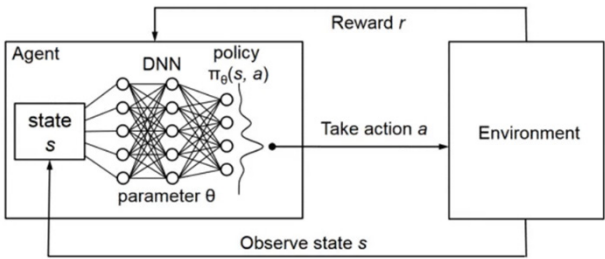 Reward r
Agent
DNN
policy
πθ(s, a)
state
s
Take action a
Environment
parameter θ
Observe state s